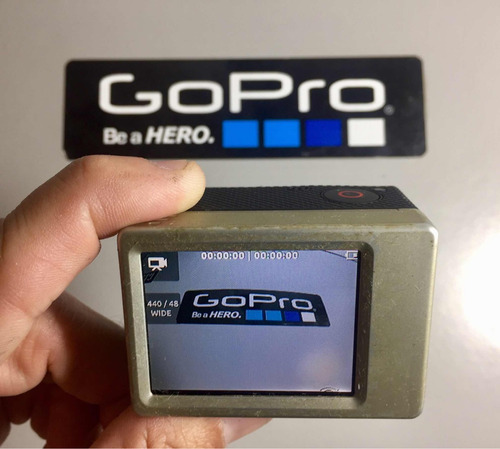 GoPro®
Be a HERO.
00:00:00 | 00:00:00
440 / 48
WIDE
GoPro
Be a HERO.